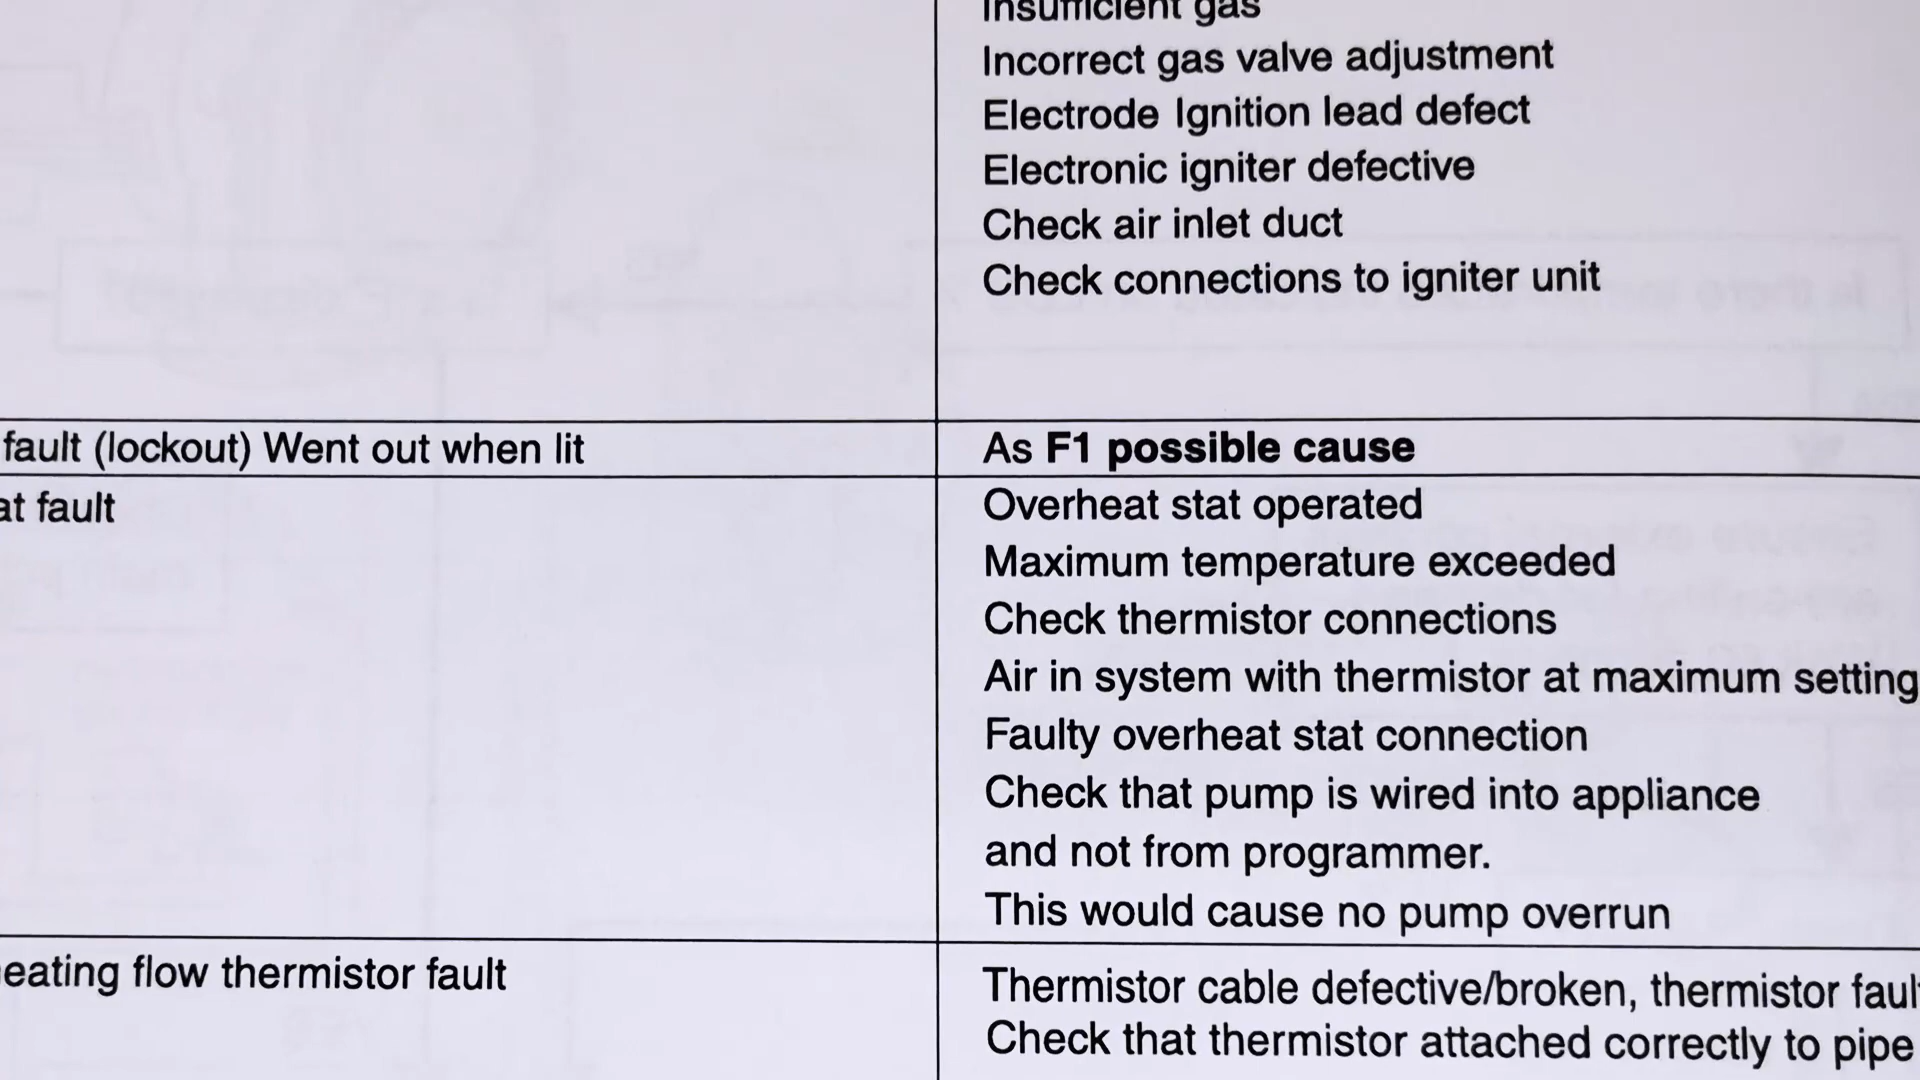 Insufficient gas
Incorrect gas valve adjustment
Electrode Ignition lead defect
Electronic igniter defective
Check air inlet duct
Check connections to igniter unit
fault (lockout) Went out when lit
As F1 possible cause
at fault
Overheat stat operated
Maximum temperature exceeded
Check thermistor connections
Air in system with thermistor at maximum setting
Faulty overheat stat connection
Check that pump is wired into appliance
and not from programmer.
This would cause no pump overrun
eating flow thermistor fault
Thermistor cable defective/broken, thermistor faul
Check that thermistor attached correctly to pipe